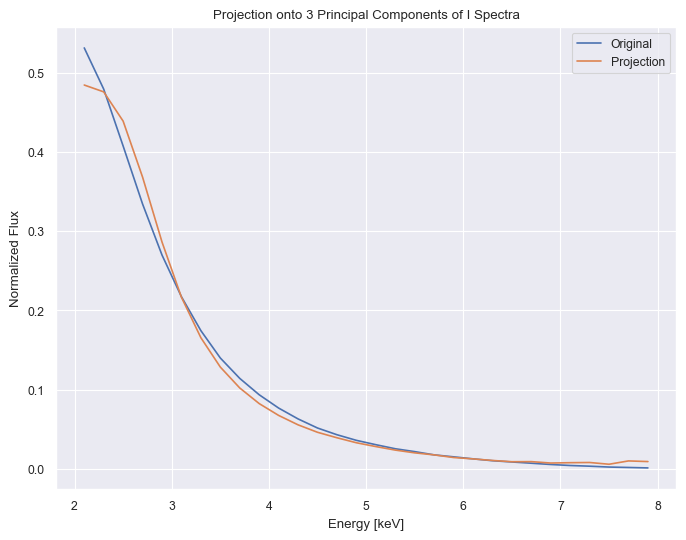 Projection onto 3 Principal Components of I Spectra
Original
Projection
Normalized Flux
0.5
0.4
0.3
0.2
0.1
0.0
2 3 4 5 6 7 8
Energy [keV]